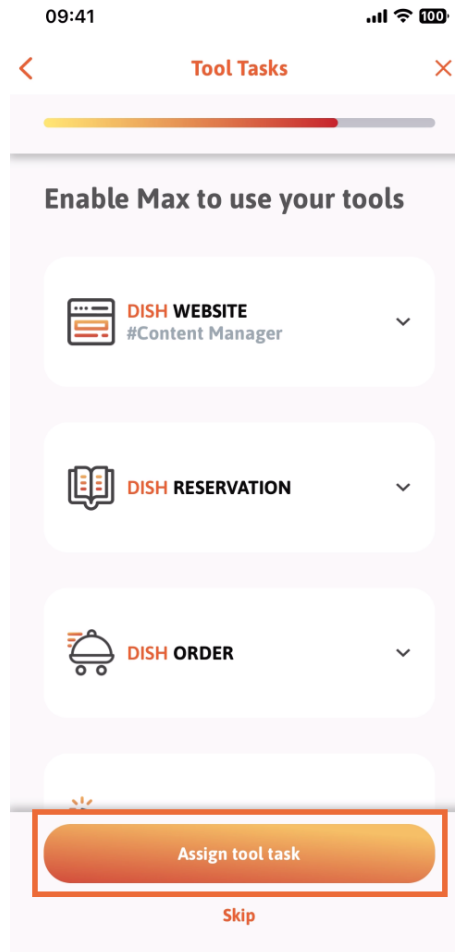 09:41
100
Tool Tasks
Enable Max to use your tools
DISH WEBSITE
#Content Manager
DISH RESERVATION
DISH ORDER
Assign tool task
Skip